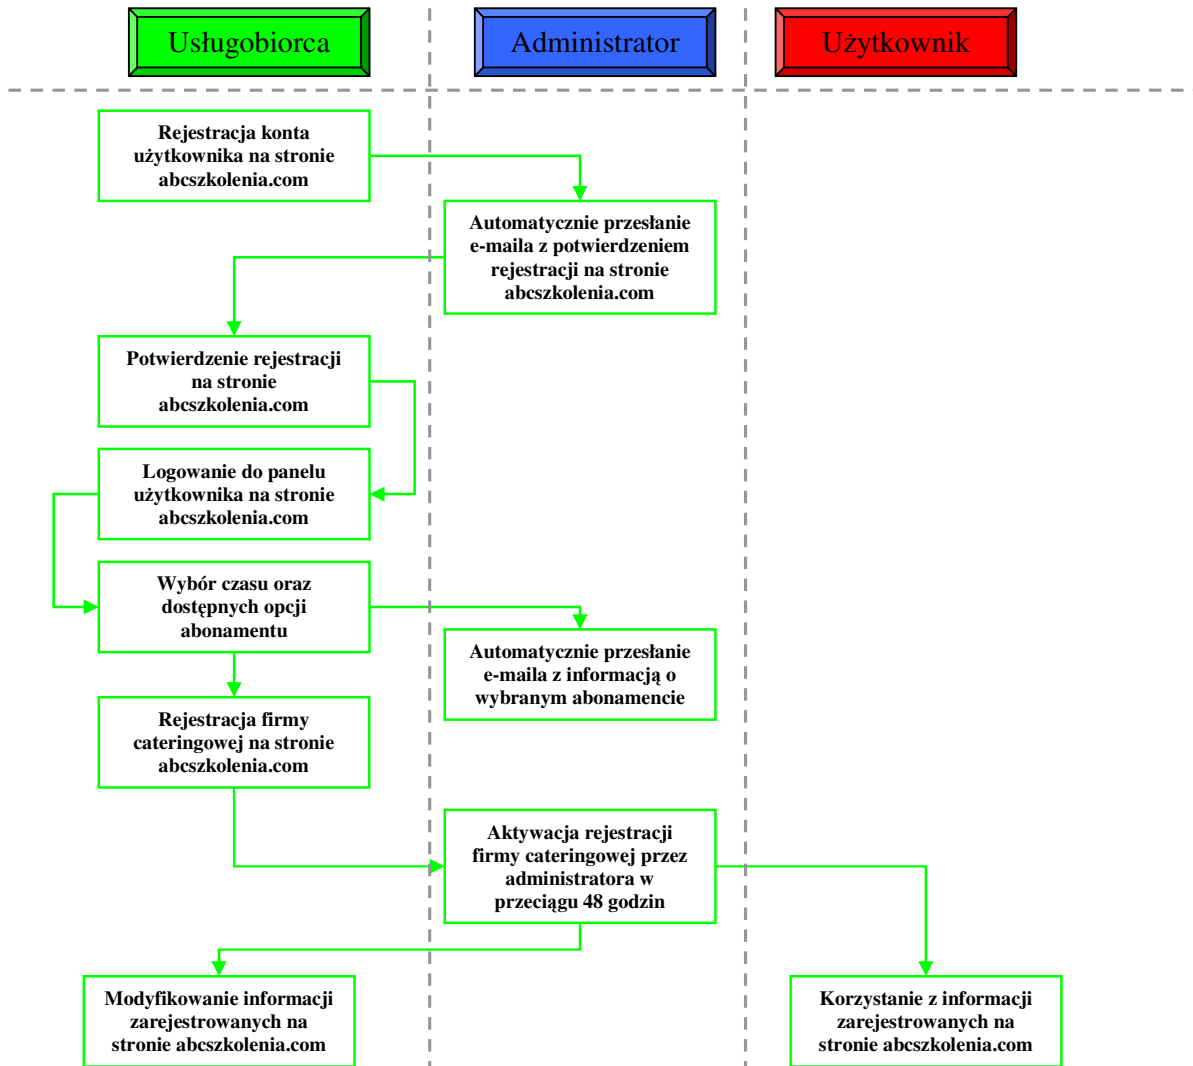 Usługobiorca
Administrator
Użytkownik
Rejestracja konta
użytkownika na stronie
abcszkolenia.com
Automatycznie przesłanie
e-maila z potwierdzeniem
rejestracji na stronie
abcszkolenia.com
Potwierdzenie rejestracji
na stronie
abcszkolenia.com
Logowanie do panelu
użytkownika na stronie
abcszkolenia.com
Wybór czasu oraz
dostępnych opcji
abonamentu
Automatycznie przesłanie
e-maila z informacją o
wybranym abonamencie
Rejestracja firmy
cateringowej na stronie
abcszkolenia.com
Aktywacja rejestracji
firmy cateringowej przez
administratora w
przeciągu 48 godzin
Modyfikowanie informacji
zarejestrowanych na
stronie abcszkolenia.com
Korzystanie z informacji
zarejestrowanych na
stronie abcszkolenia.com